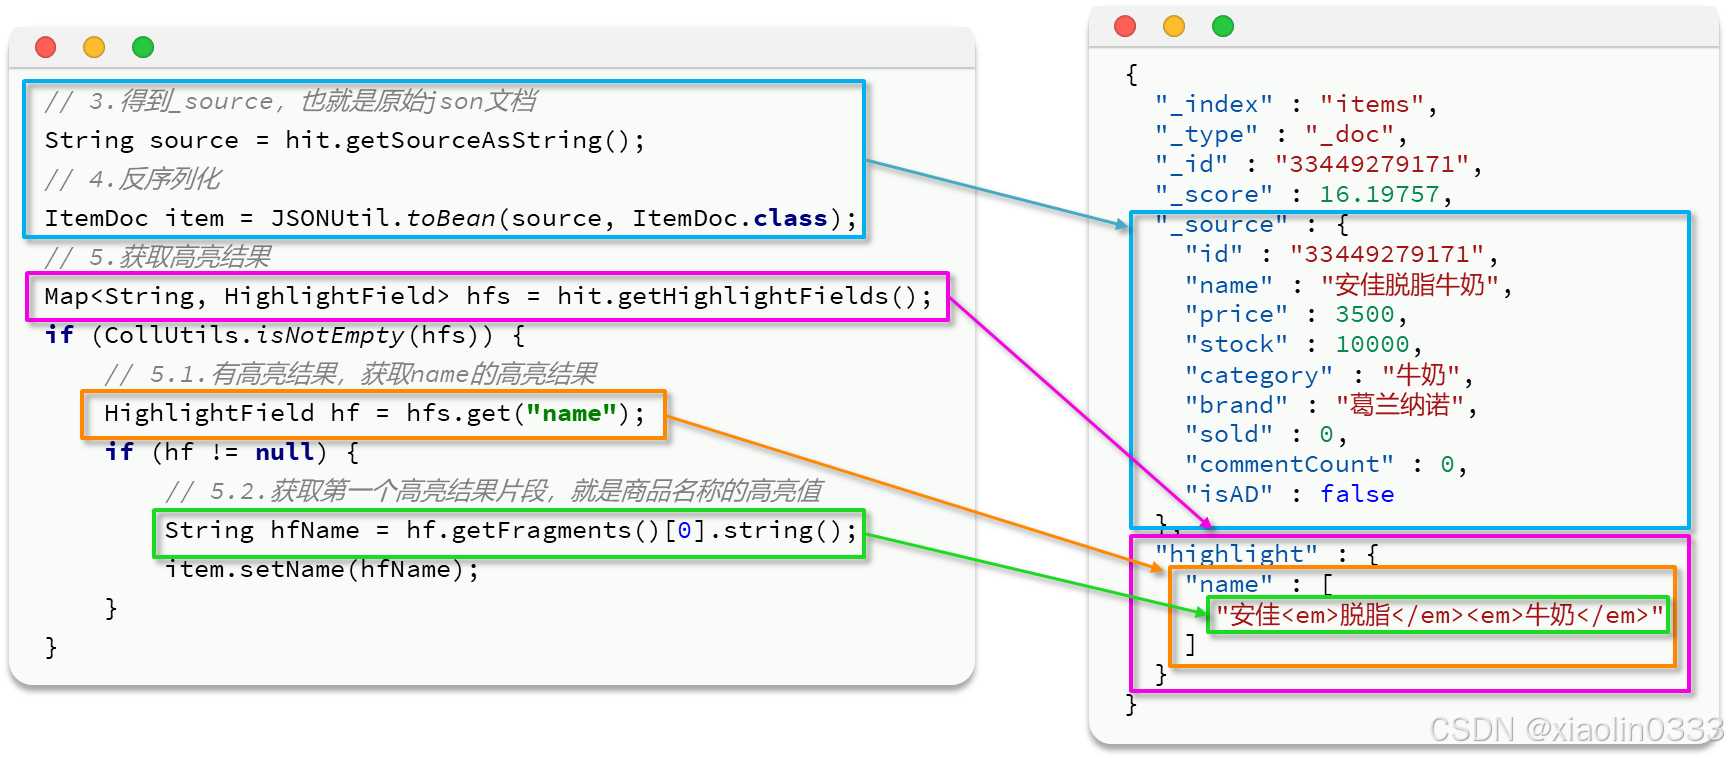 // 3.得到_source，也就是原始json文档
String source = hit.getSourceAsString();
// 4.反序列化
ItemDoc item = JSONUtil.toBean(source, ItemDoc.class);
// 5.获取高亮结果
Map<String, HighlightField> hfs = hit.getHighlightFields();
if (CollUtils.isNotEmpty(hfs)) {
// 5.1.有高亮结果，获取name的高亮结果
HighlightField hf = hfs.get("name");
if (hf != null) {
// 5.2.获取第一个高亮结果片段，就是商品名称的高亮值
String hfName = hf.getFragments()[0].string();
item.setName(hfName);
}
}
{
"_index" : "items",
"_type" : "_doc",
"_id" : "33449279171",
"_score" : 16.19757,
"_source" : {
"id" : "33449279171",
"name" : "安佳脱脂牛奶",
"price" : 3500,
"stock" : 10000,
"category" : "牛奶",
"brand" : "葛兰纳诺",
"sold" : 0,
"commentCount" : 0,
"isAD" : false
},
"highlight" : {
"name" : [
"安佳<em>脱脂</em><em>牛奶</em>"
]
}
}
CSDN @xiaolin0333